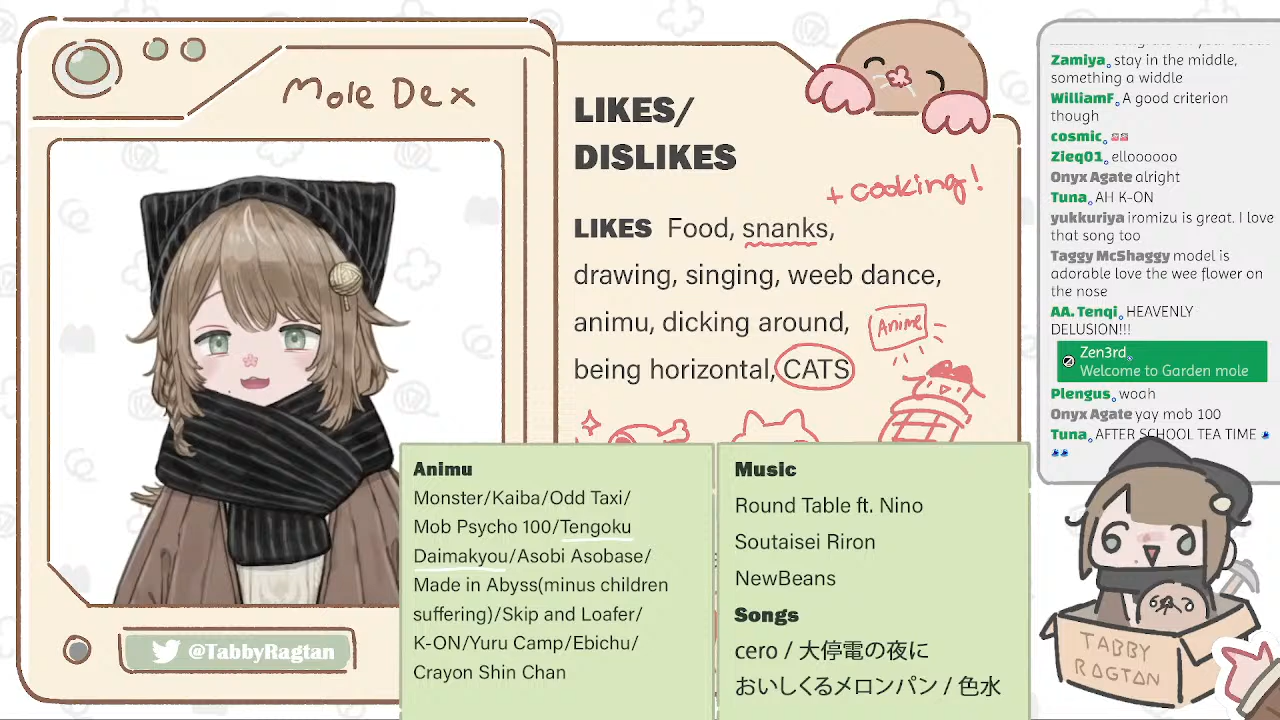 Mole Dex
@TabbyRagtan
LIKES/
DISLIKES
+ cooking!
LIKES Food, snanks,
drawing, singing, weeb dance,
animu, dicking around,
Anime
being horizontal, CATS
Animu
Monster/Kaiba/Odd Taxi/
Mob Psycho 100/Tengoku
Daimakyou/Asobi Asobase/
Made in Abyss(minus children
suffering)/Skip and Loafer/
K-ON/Yuru Camp/Ebichu/
Crayon Shin Chan
Music
Round Table ft. Nino
Soutaisei Riron
NewBeans
Songs
cero / 大停電の夜に
おいしくるメロンパン / 色水
Zamiya stay in the middle,
something a widdle
WilliamF A good criterion
though
cosmic
Zieq01 elloooooo
Onyx Agate alright
Tuna AH K-ON
yukkuriya iromizu is great. I love
that song too
Taggy McShaggy model is
adorable love the wee flower on
the nose
AA. Tenqi HEAVENLY
DELUSION!!!
Zen3rd
Welcome to Garden mole
Plengus woah
Onyx Agate yay mob 100
Tuna AFTER SCHOOL TEA TIME
TABBY
RAGTAN